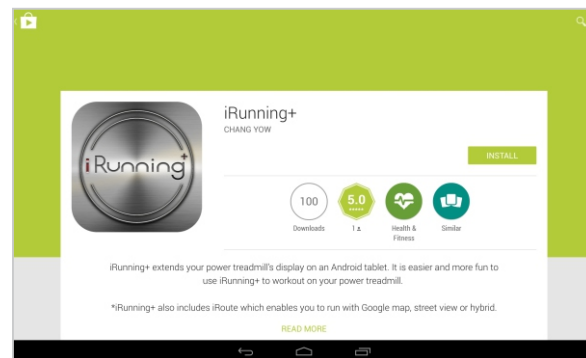 iRunning+
CHANG YOW
iRunning+
INSTALL
100
5.0
Downloads
1
Health &
Fitness
Similar
iRunning+ extends your power treadmill's display on an Android tablet. It is easier and more fun to
use iRunning+ to workout on your power treadmill.
*iRunning+ also includes iRoute which enables you to run with Google map, street view or hybrid.
READ MORE